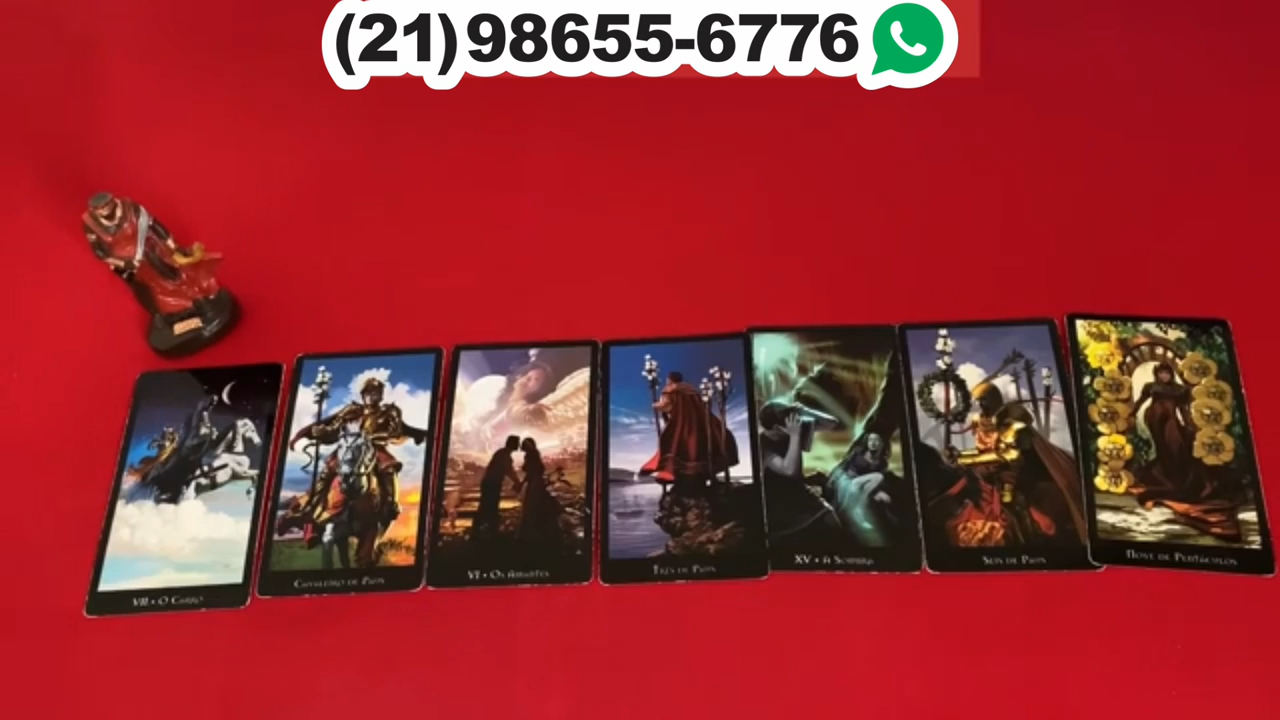 (21)98655-6776
VII • O Carro
Cavaleiro de Paus
VI • Os Amantes
Três de Paus
XV • A Sombra
Seis de Paus
Nove de Pentáculos